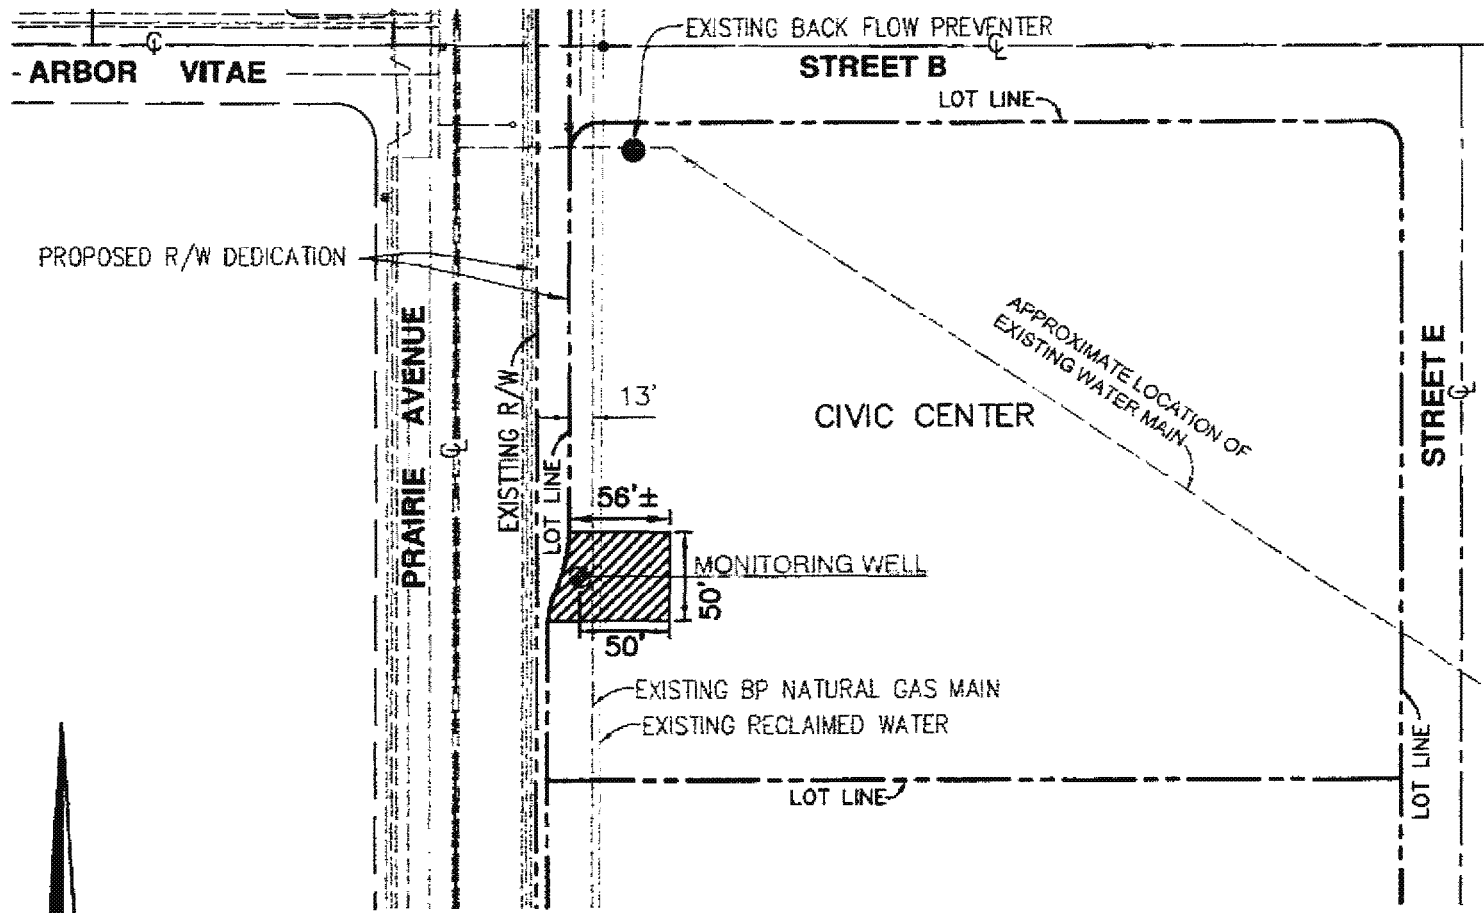 EXISTING BACK FLOW PREVENTER
ARBOR VITAE
STREET B
LOT LINE
PROPOSED R/W DEDICATION
PRAIRIE AVENUE
EXISTING R/W
LOT LINE
13'
CIVIC CENTER
APPROXIMATE LOCATION OF
EXISTING WATER MAIN
STREET E
56'±
MONITORING WELL
50'
50'
EXISTING BP NATURAL GAS MAIN
EXISTING RECLAIMED WATER
LOT LINE
LOT LINE